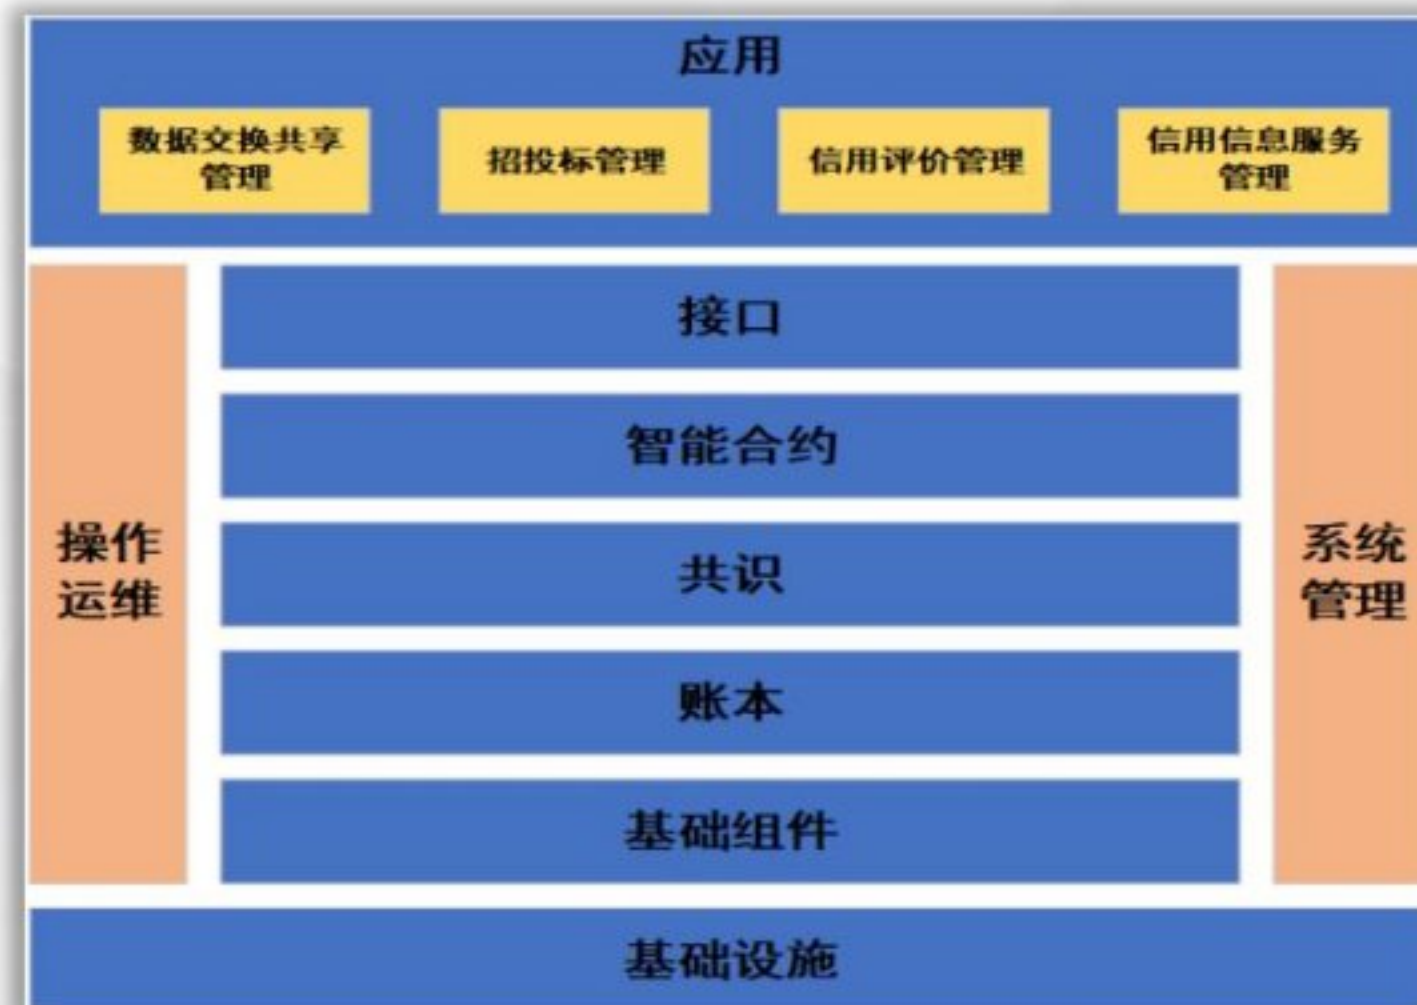 应用
数据交换共享
管理
招投标管理
信用评价管理
信用信息服务
管理
操作
运维
接口
智能合约
共识
账本
基础组件
系统
管理
基础设施